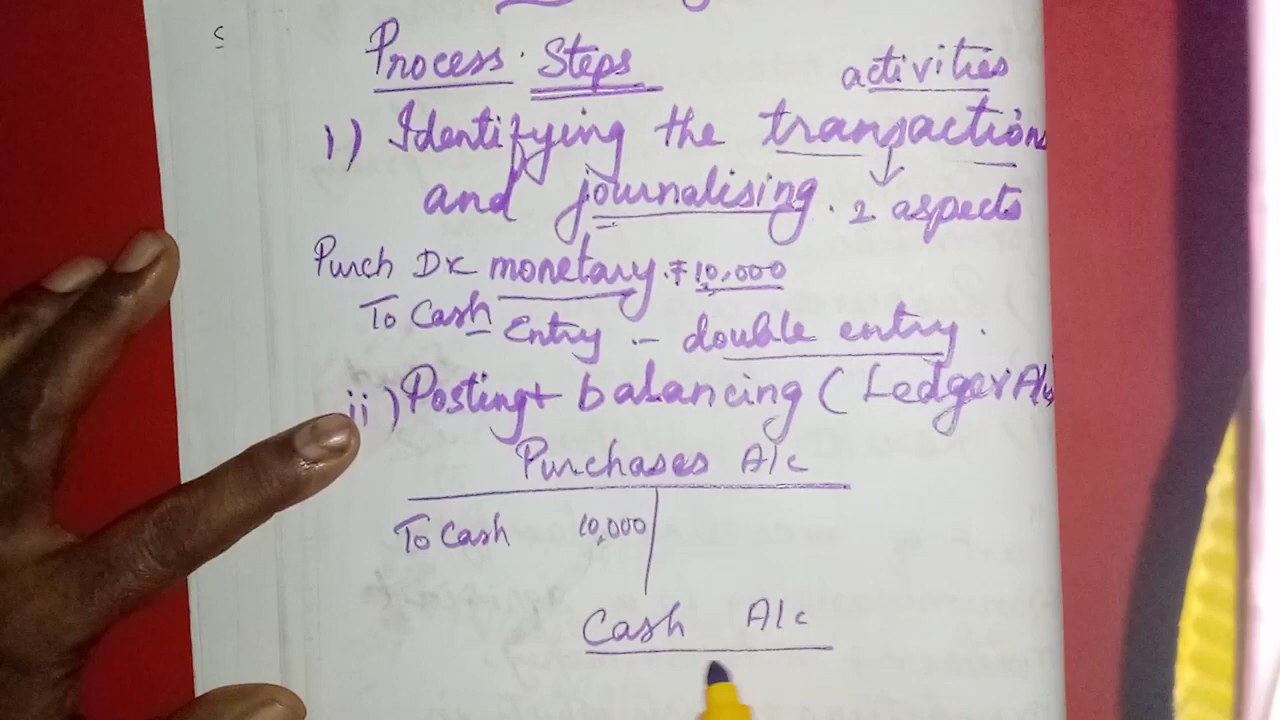 Process Steps
activities
i) Identifying the transactions
and journalising. 2 aspects
Purch Dr monetary. ₹10,000
To Cash Entry - double entry.
ii) Posting + balancing (Ledger A/cs
Purchases A/c
To Cash 10,000
Cash A/c